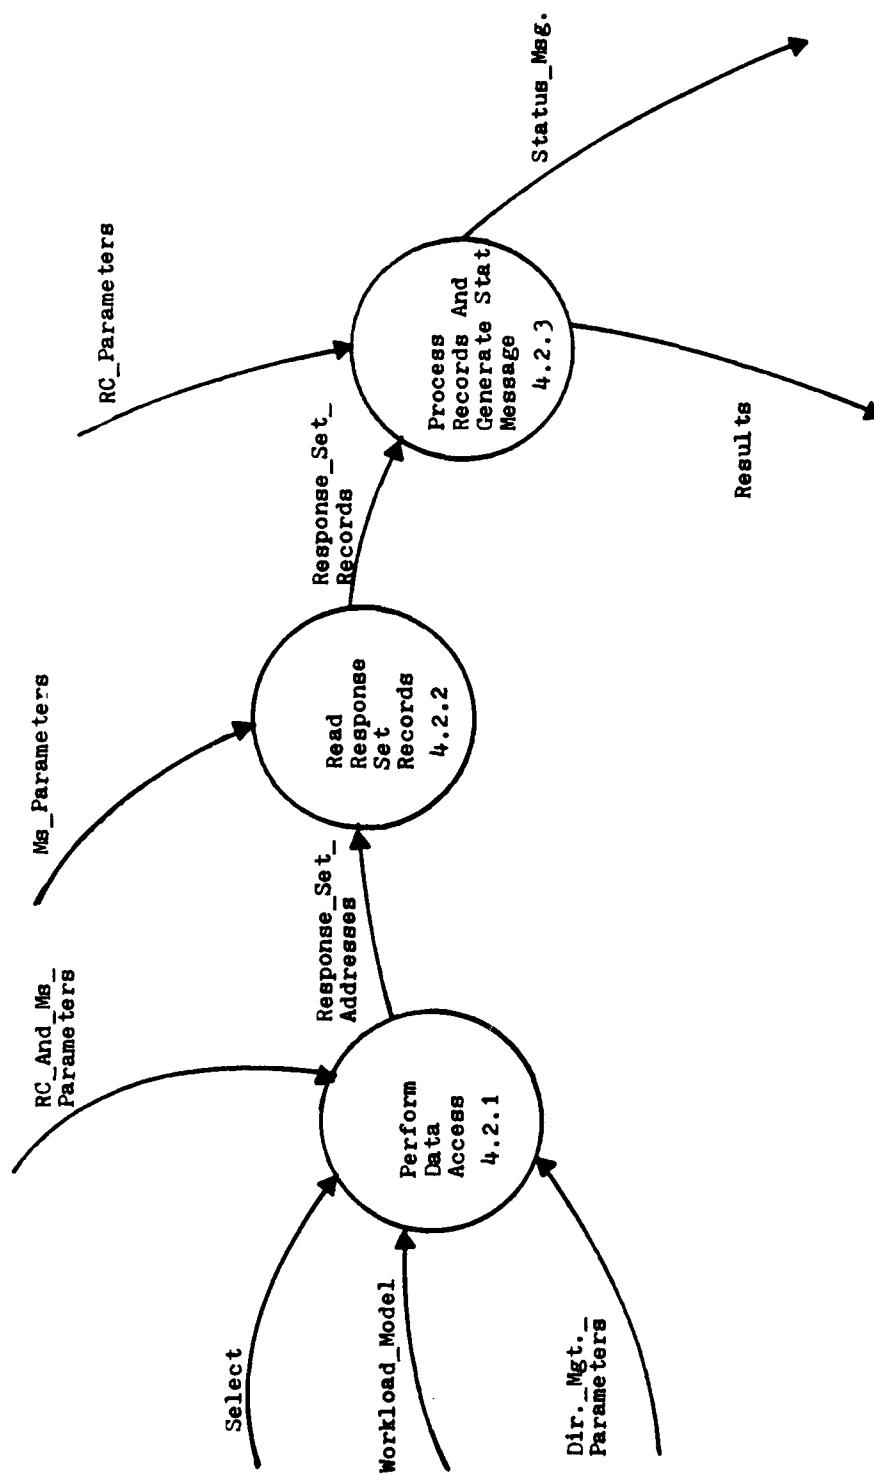 Select
Workload_Model
Dir._Mgt._
Parameters
RC_And_Ms_
Parameters
Perform
Data
Access
4.2.1
Response_Set_
Addresses
Ms_Parameters
Read
Response
Set
Records
4.2.2
Response_Set_
Records
RC_Parameters
Process
Records And
Generate Stat
Message
4.2.3
Status_Msg.
Results